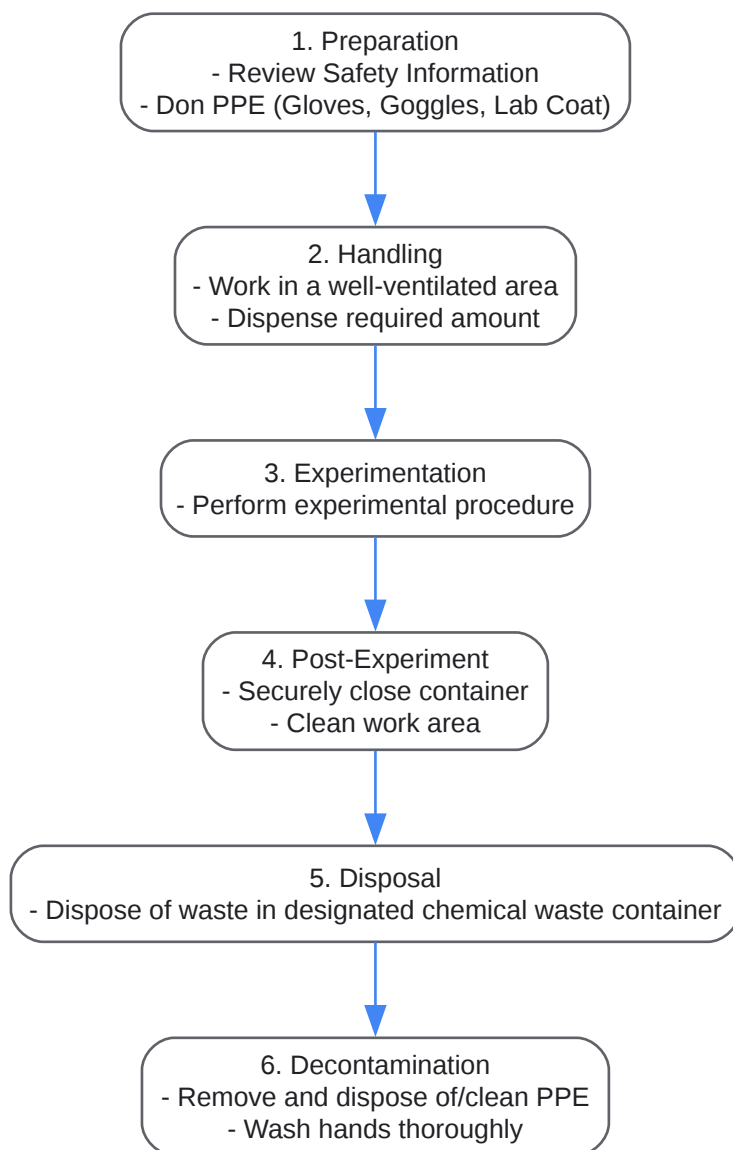 1. Preparation
- Review Safety Information
- Don PPE (Gloves, Goggles, Lab Coat)
2. Handling
- Work in a well-ventilated area
- Dispense required amount
3. Experimentation
- Perform experimental procedure
4. Post-Experiment
- Securely close container
- Clean work area
5. Disposal
- Dispose of waste in designated chemical waste container
6. Decontamination
- Remove and dispose of/clean PPE
- Wash hands thoroughly